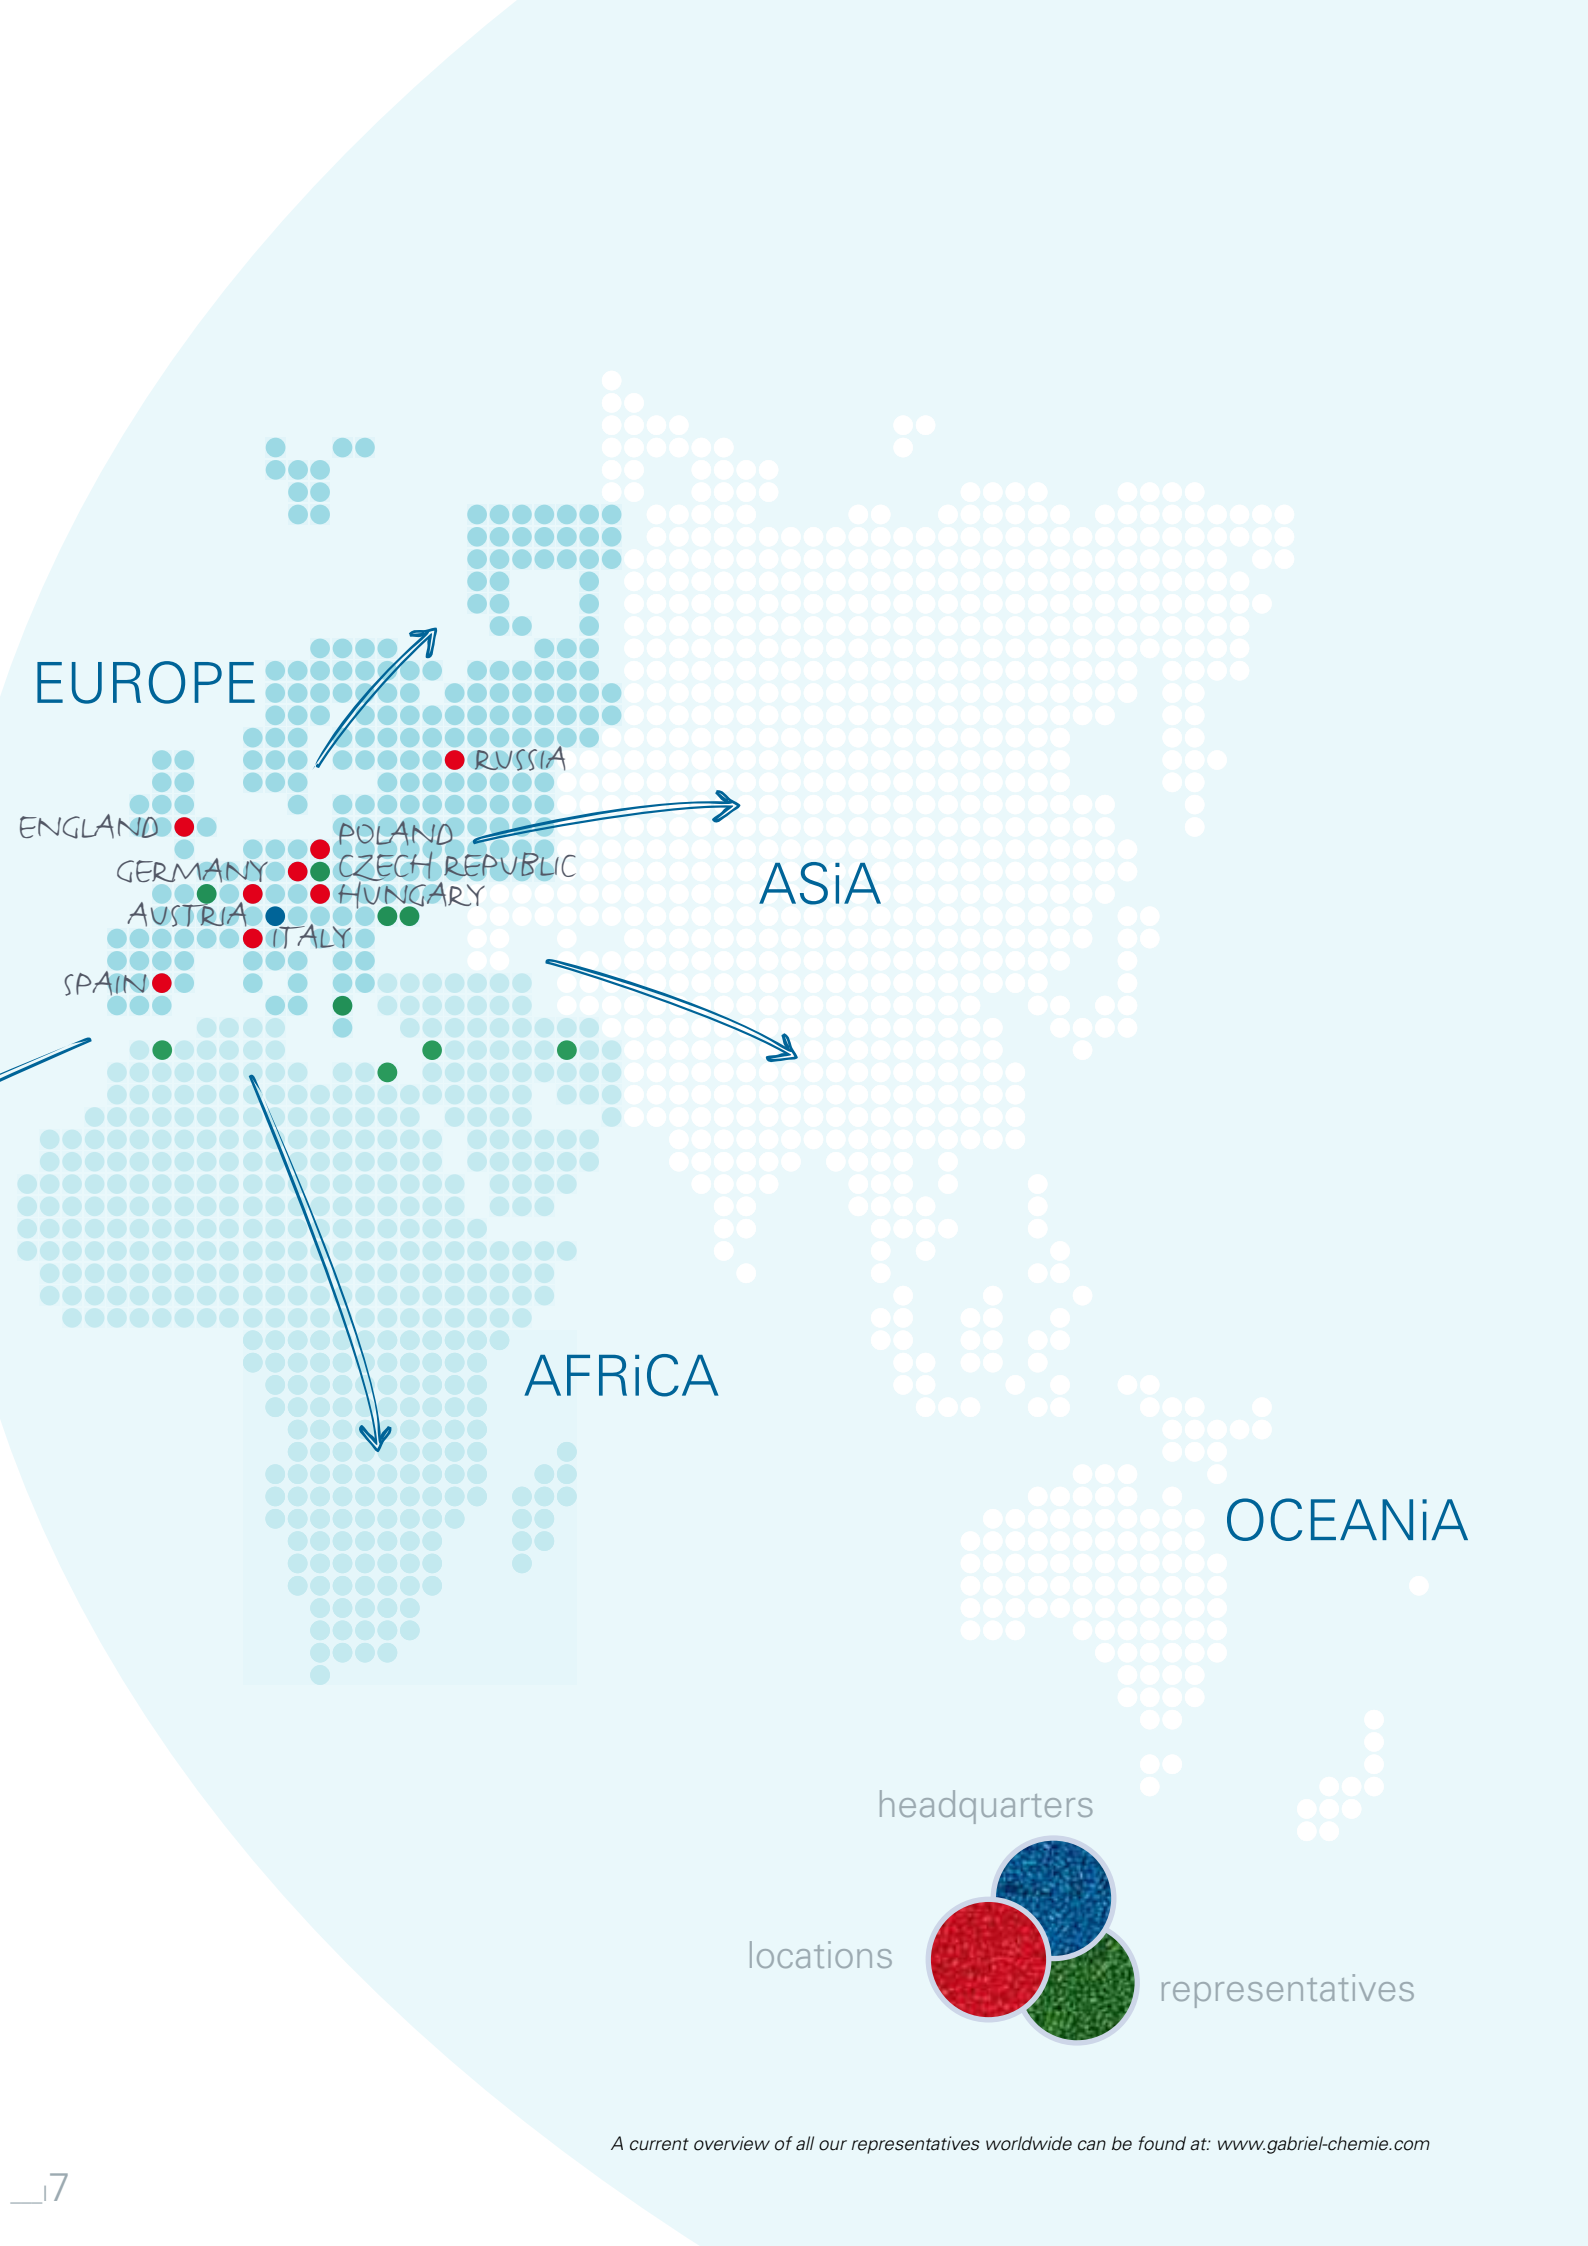 EUROPE
RUSSIA
ENGLAND
POLAND
GERMANY
CZECH REPUBLIC
HUNGARY
AUSTRIA
ITALY
SPAIN
ASiA
AFRiCA
OCEANiA
headquarters
locations
representatives
A current overview of all our representatives worldwide can be found at: www.gabriel-chemie.com
7